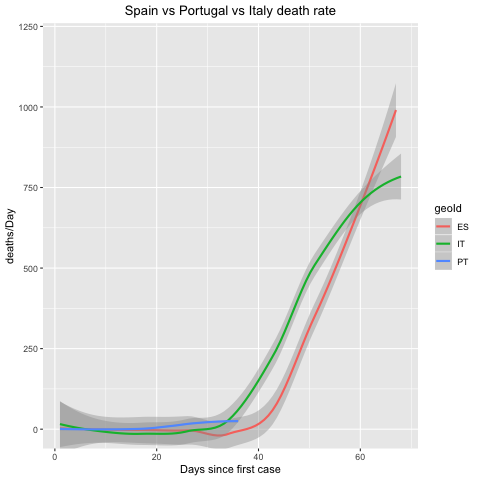 Spain vs Portugal vs Italy death rate
1250
1000
750
500
250
0
deaths/Day
0 20 40 60
Days since first case
geoId
ES
IT
PT